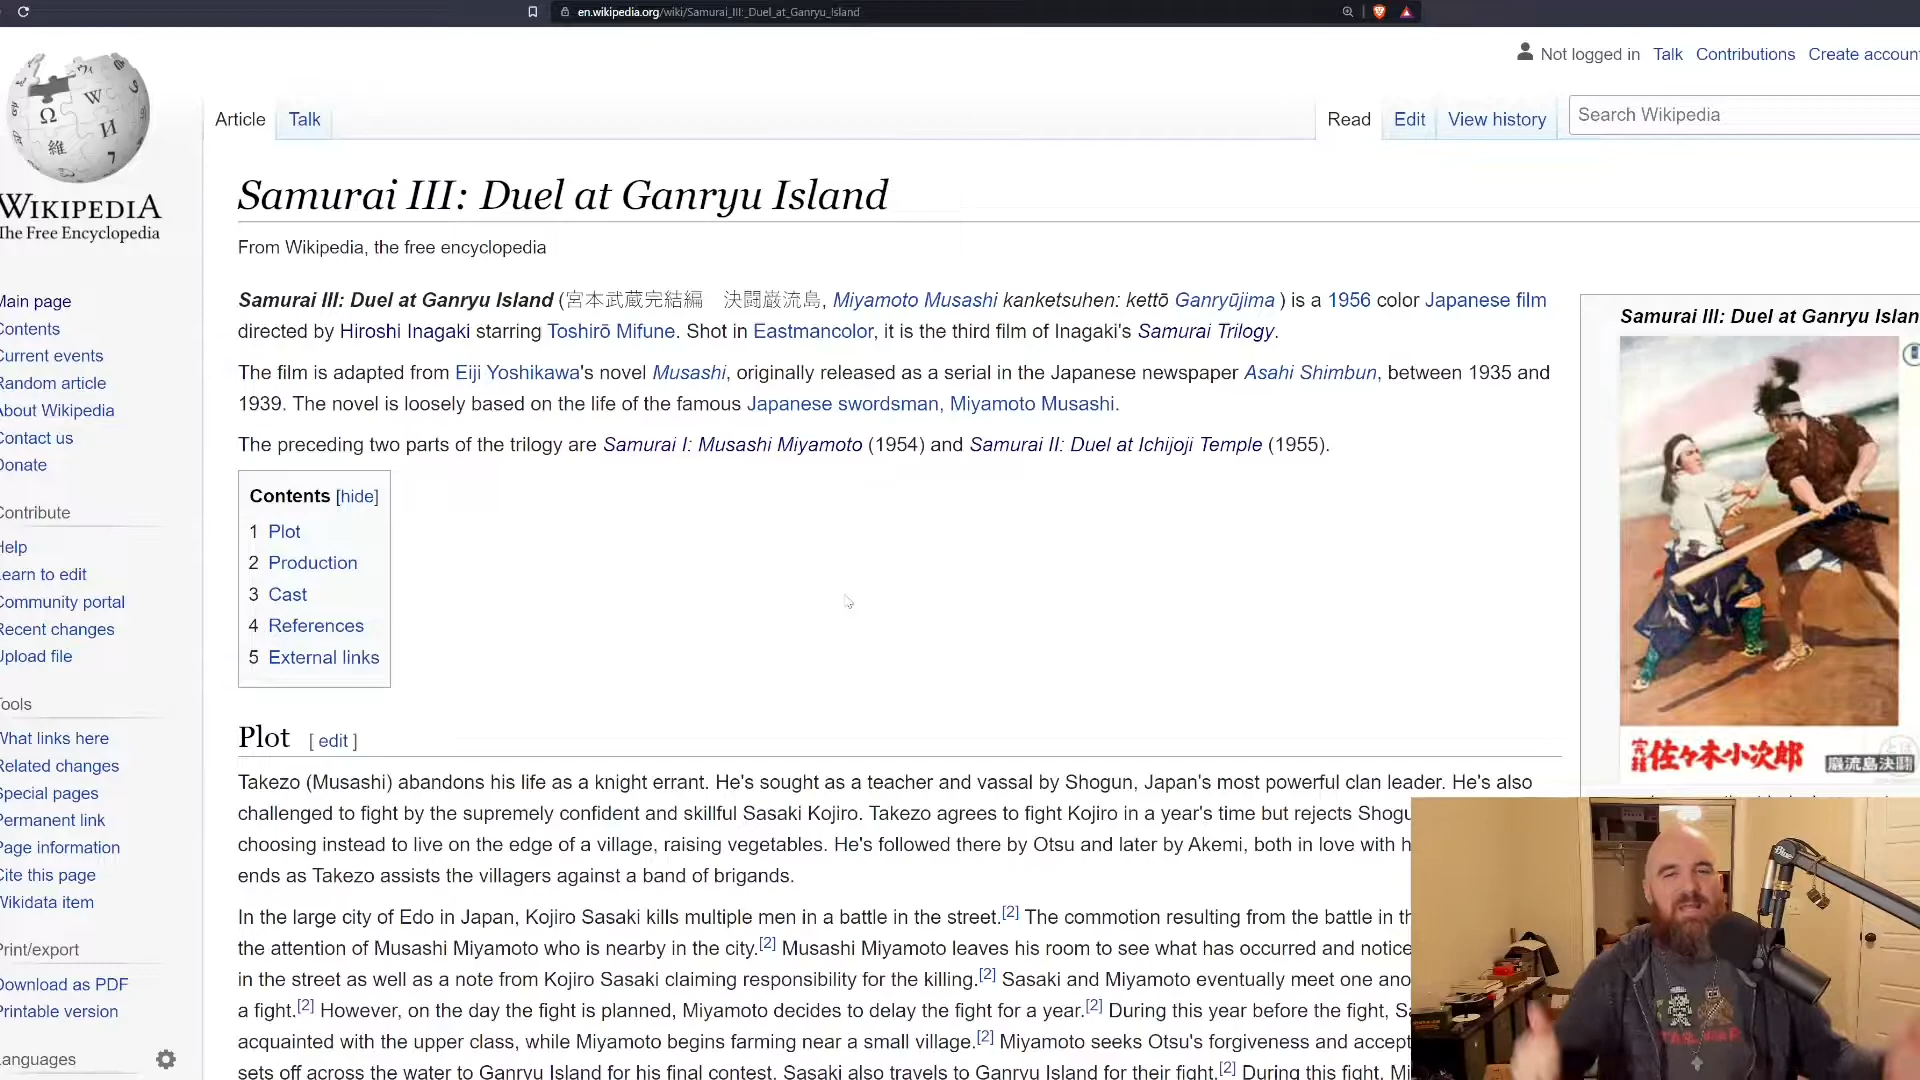 en.wikipedia.org/wiki/Samurai_III:_Duel_at_Ganryu_Island
Not logged in Talk Contributions Create account
Article Talk Read Edit View history Search Wikipedia
WIKIPEDIA
The Free Encyclopedia
Samurai III: Duel at Ganryu Island
From Wikipedia, the free encyclopedia
Samurai III: Duel at Ganryu Island (宮本武蔵完結編 決闘巌流島, Miyamoto Musashi kanketsuhen: kettō Ganryūjima ) is a 1956 color Japanese film
directed by Hiroshi Inagaki starring Toshirō Mifune. Shot in Eastmancolor, it is the third film of Inagaki's Samurai Trilogy.
The film is adapted from Eiji Yoshikawa's novel Musashi, originally released as a serial in the Japanese newspaper Asahi Shimbun, between 1935 and
1939. The novel is loosely based on the life of the famous Japanese swordsman, Miyamoto Musashi.
The preceding two parts of the trilogy are Samurai I: Musashi Miyamoto (1954) and Samurai II: Duel at Ichijoji Temple (1955).
Contents [hide]
1 Plot
2 Production
3 Cast
4 References
5 External links
Plot [ edit ]
Takezo (Musashi) abandons his life as a knight errant. He's sought as a teacher and vassal by Shogun, Japan's most powerful clan leader. He's also
challenged to fight by the supremely confident and skillful Sasaki Kojiro. Takezo agrees to fight Kojiro in a year's time but rejects Shogu
choosing instead to live on the edge of a village, raising vegetables. He's followed there by Otsu and later by Akemi, both in love with h
ends as Takezo assists the villagers against a band of brigands.
In the large city of Edo in Japan, Kojiro Sasaki kills multiple men in a battle in the street.[2] The commotion resulting from the battle in th
the attention of Musashi Miyamoto who is nearby in the city.[2] Musashi Miyamoto leaves his room to see what has occurred and notice
in the street as well as a note from Kojiro Sasaki claiming responsibility for the killing.[2] Sasaki and Miyamoto eventually meet one ano
a fight.[2] However, on the day the fight is planned, Miyamoto decides to delay the fight for a year.[2] During this year before the fight, Sa
acquainted with the upper class, while Miyamoto begins farming near a small village.[2] Miyamoto seeks Otsu's forgiveness and accept
sets off across the water to Ganryu Island for his final contest. Sasaki also travels to Ganryu Island for their fight.[2] During this fight, Mi
Main page
Contents
Current events
Random article
About Wikipedia
Contact us
Donate
Contribute
Help
Learn to edit
Community portal
Recent changes
Upload file
Tools
What links here
Related changes
Special pages
Permanent link
Page information
Cite this page
Wikidata item
Print/export
Download as PDF
Printable version
Languages
Samurai III: Duel at Ganryu Islan
佐々木小次郎
巌流島決闘
Blue